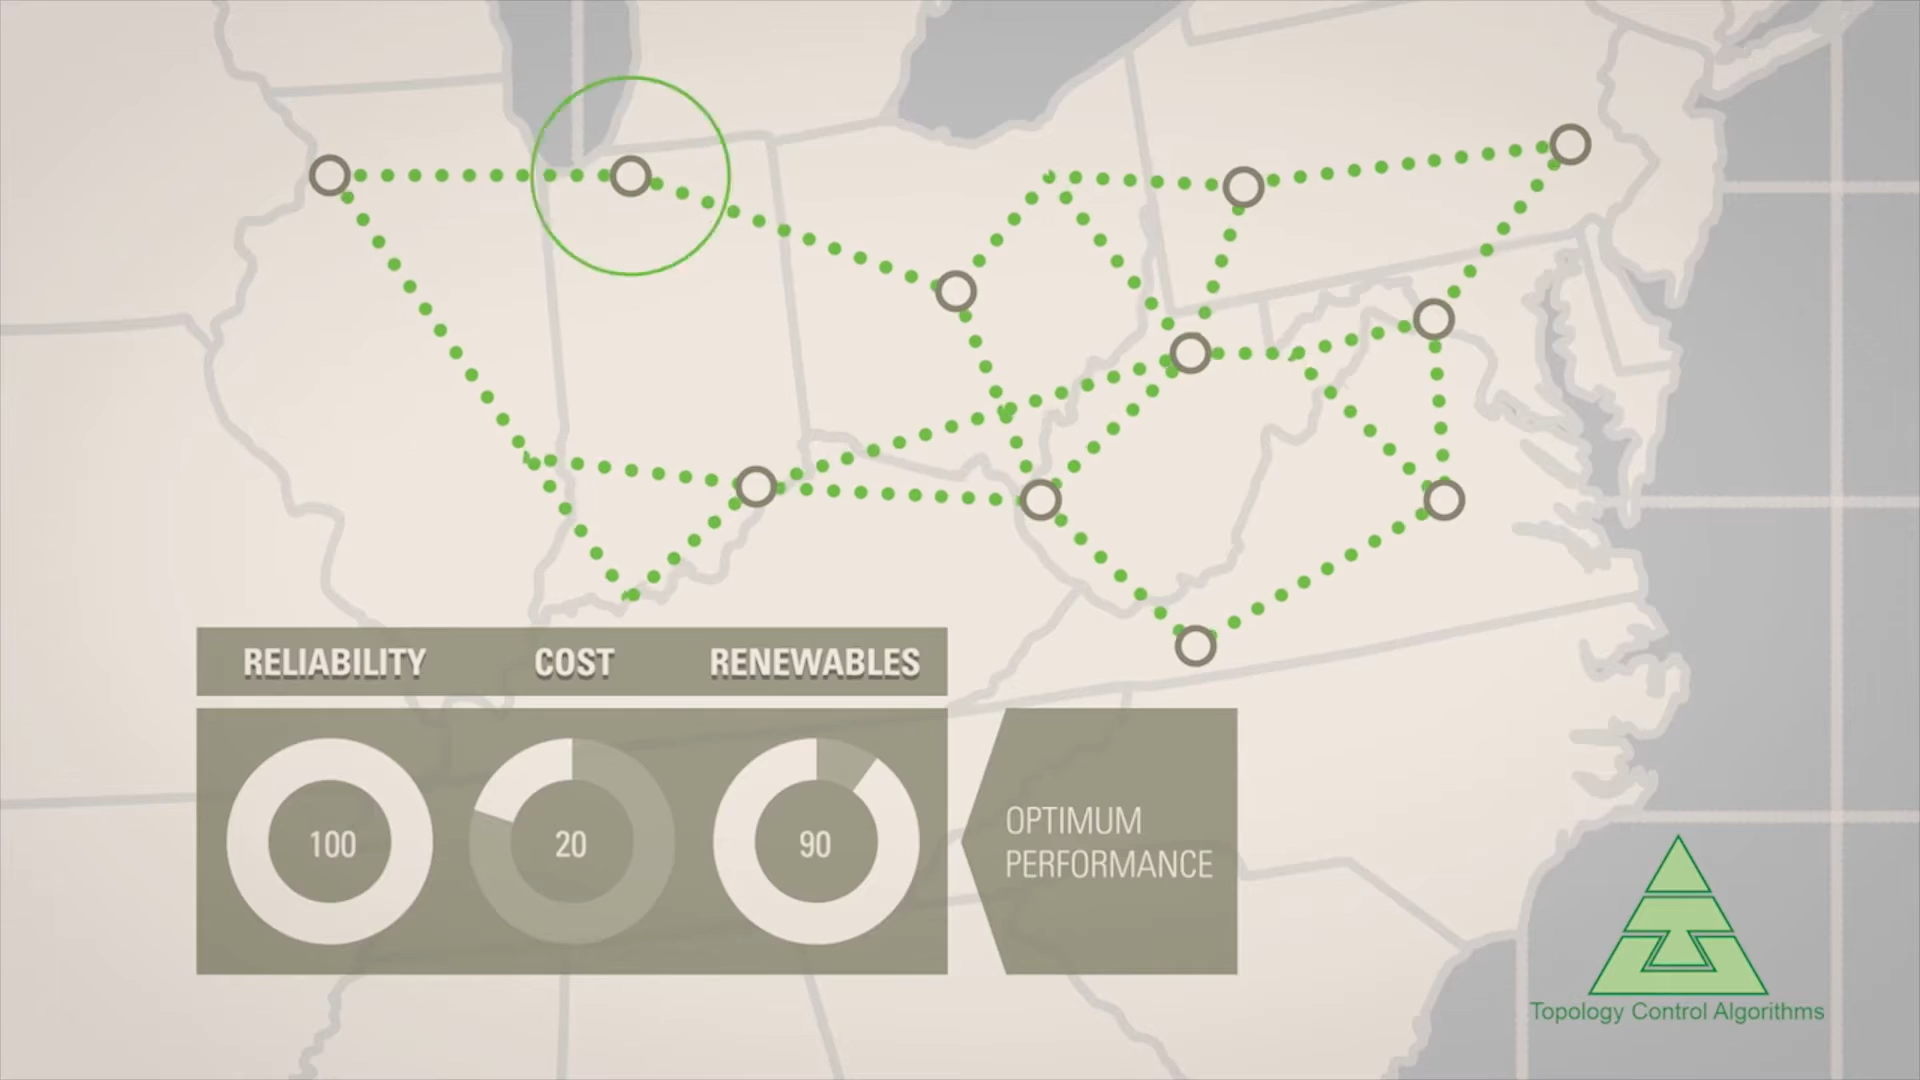 RELIABILITY COST RENEWABLES
100 20 90
OPTIMUM
PERFORMANCE
Topology Control Algorithms